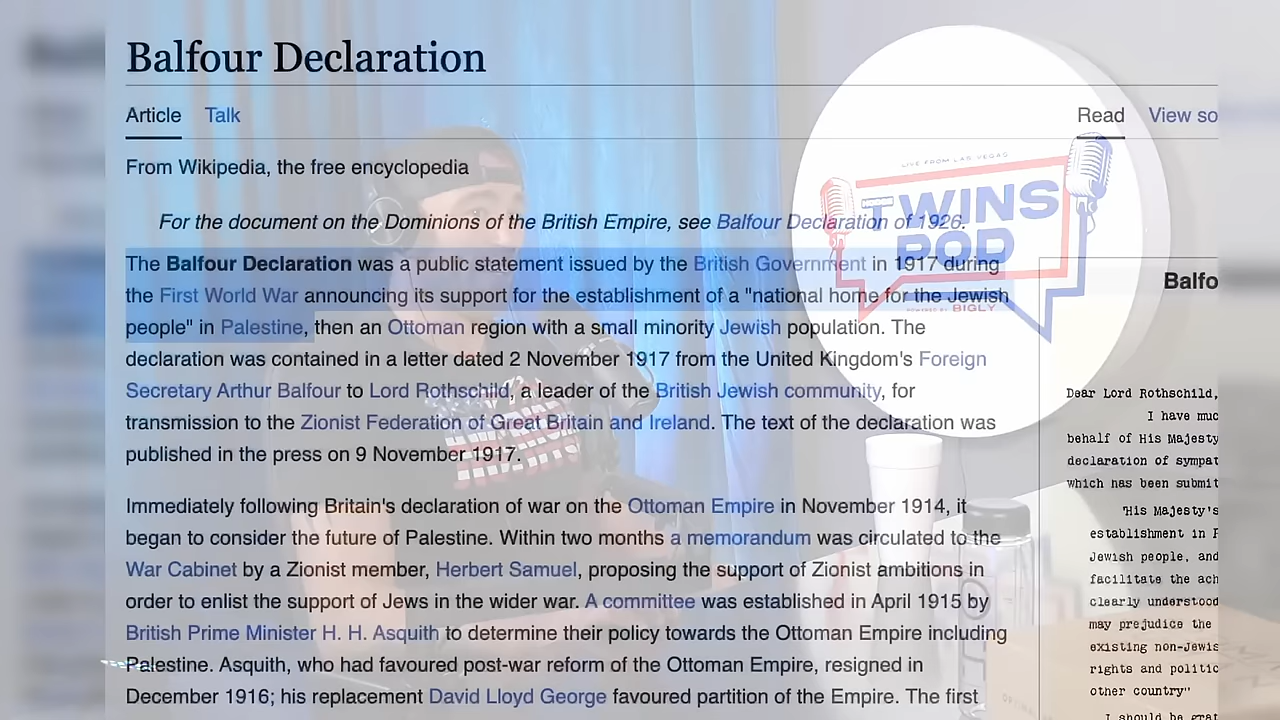 Balfour Declaration
Article Talk
Read View so
From Wikipedia, the free encyclopedia
For the document on the Dominions of the British Empire, see Balfour Declaration of 1926.
The Balfour Declaration was a public statement issued by the British Government in 1917 during
the First World War announcing its support for the establishment of a "national home for the Jewish
people" in Palestine, then an Ottoman region with a small minority Jewish population. The
declaration was contained in a letter dated 2 November 1917 from the United Kingdom's Foreign
Secretary Arthur Balfour to Lord Rothschild, a leader of the British Jewish community, for
transmission to the Zionist Federation of Great Britain and Ireland. The text of the declaration was
published in the press on 9 November 1917.
Immediately following Britain's declaration of war on the Ottoman Empire in November 1914, it
began to consider the future of Palestine. Within two months a memorandum was circulated to the
War Cabinet by a Zionist member, Herbert Samuel, proposing the support of Zionist ambitions in
order to enlist the support of Jews in the wider war. A committee was established in April 1915 by
British Prime Minister H. H. Asquith to determine their policy towards the Ottoman Empire including
Palestine. Asquith, who had favoured post-war reform of the Ottoman Empire, resigned in
December 1916; his replacement David Lloyd George favoured partition of the Empire. The first
LIVE FROM LAS VEGAS
TWINS
POD
POWERED BY BIGLY
Balfo
Dear Lord Rothschild,
I have muc
behalf of His Majesty
declaration of sympat
which has been submit
"His Majesty's
establishment in P
Jewish people, and
facilitate the ach
clearly understood
may prejudice the
existing non-Jewis
rights and politic
other country"
I should be grat